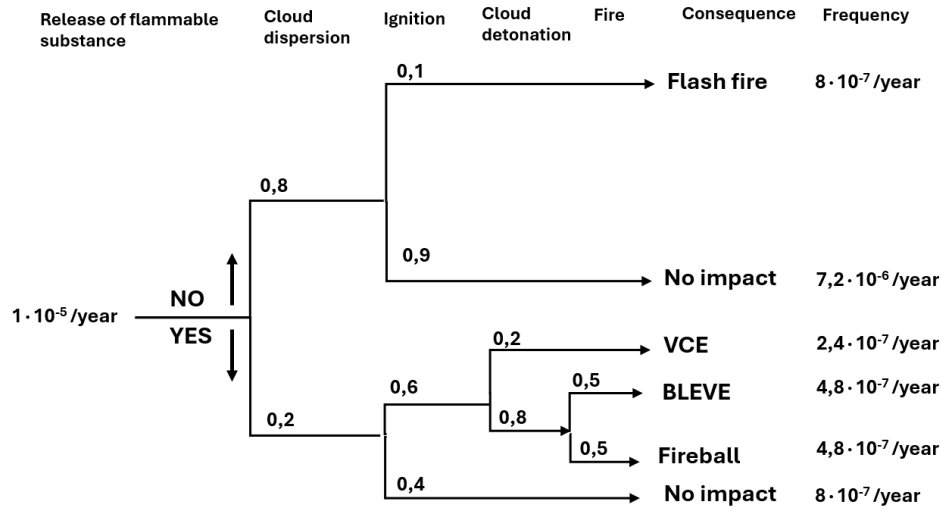 Release of flammable
substance
Cloud
dispersion
Ignition
Cloud
detonation
Fire
Consequence
Frequency
0,1
Flash fire
8·10⁻⁷/year
0,8
0,9
No impact
7,2·10⁻⁶/year
NO
1·10⁻⁵/year
YES
0,2
VCE
2,4·10⁻⁷/year
0,6
0,5
BLEVE
4,8·10⁻⁷/year
0,2
0,8
0,5
Fireball
4,8·10⁻⁷/year
0,4
No impact
8·10⁻⁷/year